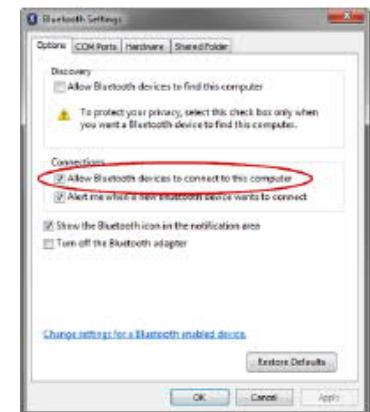 Bluetooth Settings
Options COM Ports Hardware Shared Folder
Discovery
Allow Bluetooth devices to find this computer
To protect your privacy, select this check box only when
you want a Bluetooth device to find this computer.
Connections
Allow Bluetooth devices to connect to this computer
Alert me when a new Bluetooth device wants to connect
Show the Bluetooth icon in the notification area
Turn off the Bluetooth adapter
Change settings for a Bluetooth enabled device.
Restore Defaults
OK Cancel Apply